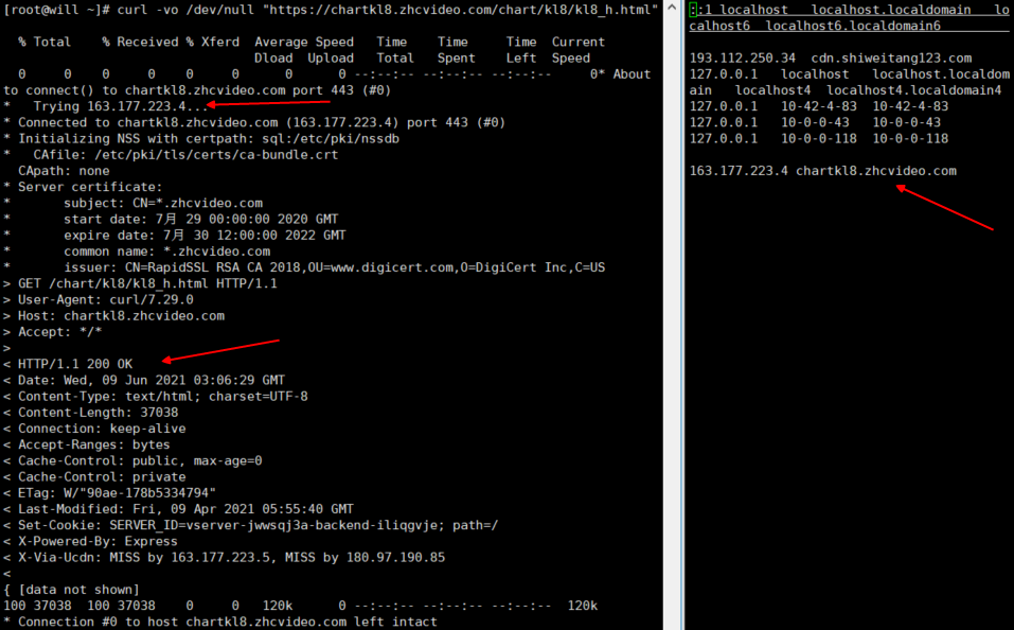 [root@will ~]# curl -vo /dev/null "https://chartkl8.zhcvideo.com/chart/kl8/kl8_h.html"
% Total % Received % Xferd Average Speed Time Time Time Current
Dload Upload Total Spent Left Speed
0 0 0 0 0 0 0 0 --:--:-- --:--:-- --:--:-- 0* About
to connect() to chartkl8.zhcvideo.com port 443 (#0)
* Trying 163.177.223.4...
* Connected to chartkl8.zhcvideo.com (163.177.223.4) port 443 (#0)
* Initializing NSS with certpath: sql:/etc/pki/nssdb
* CAfile: /etc/pki/tls/certs/ca-bundle.crt
CApath: none
* Server certificate:
* subject: CN=*.zhcvideo.com
* start date: 7月 29 00:00:00 2020 GMT
* expire date: 7月 30 12:00:00 2022 GMT
* common name: *.zhcvideo.com
* issuer: CN=RapidSSL RSA CA 2018,OU=www.digicert.com,O=DigiCert Inc,C=US
> GET /chart/kl8/kl8_h.html HTTP/1.1
> User-Agent: curl/7.29.0
> Host: chartkl8.zhcvideo.com
> Accept: */*
>
< HTTP/1.1 200 OK
< Date: Wed, 09 Jun 2021 03:06:29 GMT
< Content-Type: text/html; charset=UTF-8
< Content-Length: 37038
< Connection: keep-alive
< Accept-Ranges: bytes
< Cache-Control: public, max-age=0
< Cache-Control: private
< ETag: W/"90ae-178b5334794"
< Last-Modified: Fri, 09 Apr 2021 05:55:40 GMT
< Set-Cookie: SERVER_ID=vserver-jwwsqj3a-backend-iliqgvje; path=/
< X-Powered-By: Express
< X-Via-Ucdn: MISS by 163.177.223.5, MISS by 180.97.190.85
<
{ [data not shown]
100 37038 100 37038 0 0 120k 0 --:--:-- --:--:-- --:--:-- 120k
* Connection #0 to host chartkl8.zhcvideo.com left intact
::1 localhost localhost.localdomain lo
calhost6 localhost6.localdomain6
193.112.250.34 cdn.shiweitang123.com
127.0.0.1 localhost localhost.localdom
ain localhost4 localhost4.localdomain4
127.0.0.1 10-42-4-83 10-42-4-83
127.0.0.1 10-0-0-43 10-0-0-43
127.0.0.1 10-0-0-118 10-0-0-118
163.177.223.4 chartkl8.zhcvideo.com